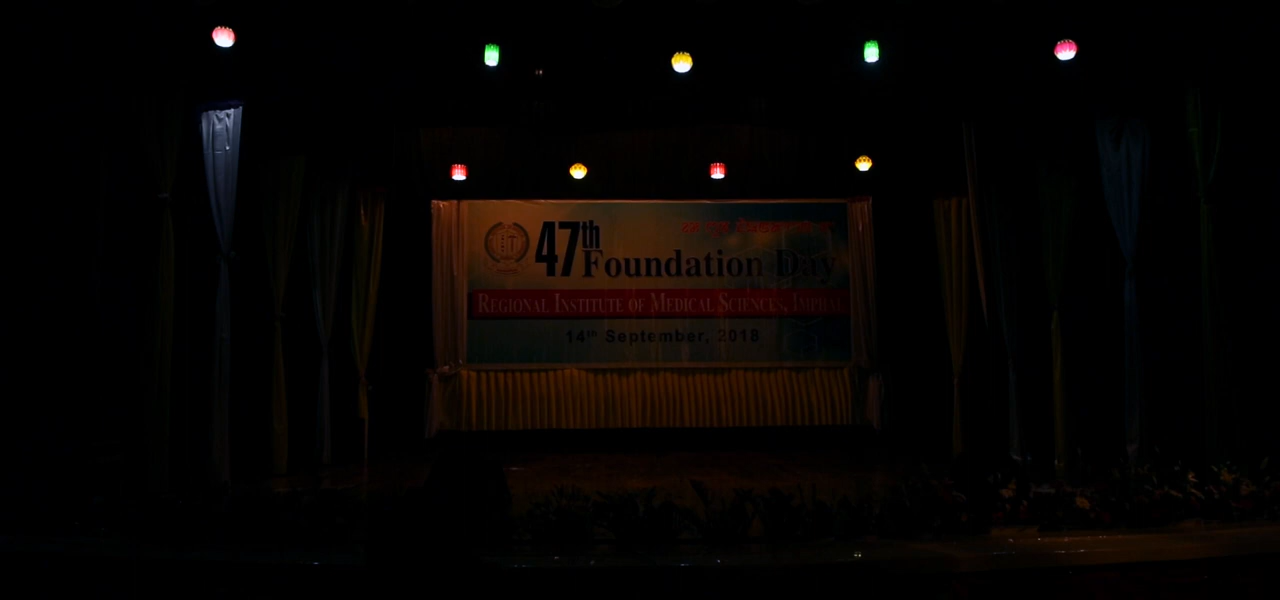 47th
Foundation Day
REGIONAL INSTITUTE OF MEDICAL SCIENCES, IMPHAL
14th September, 2018